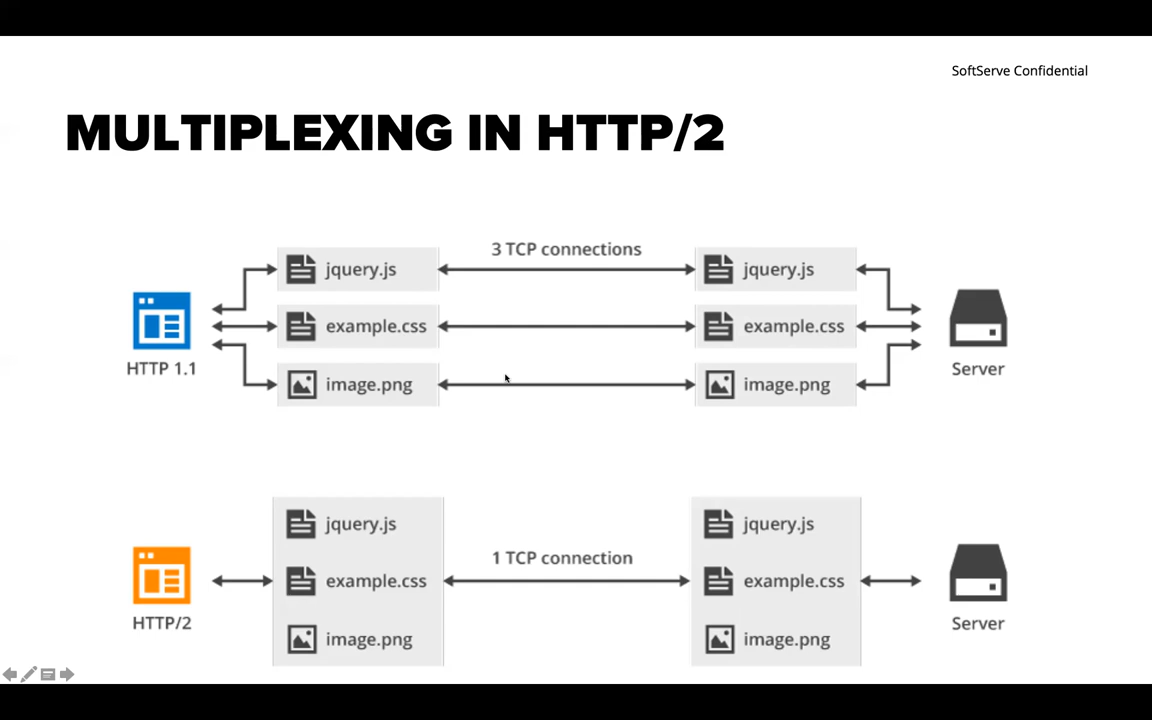 SoftServe Confidential
MULTIPLEXING IN HTTP/2
3 TCP connections
jquery.js
jquery.js
example.css
example.css
HTTP 1.1
Server
image.png
image.png
jquery.js
jquery.js
1 TCP connection
example.css
example.css
HTTP/2
Server
image.png
image.png